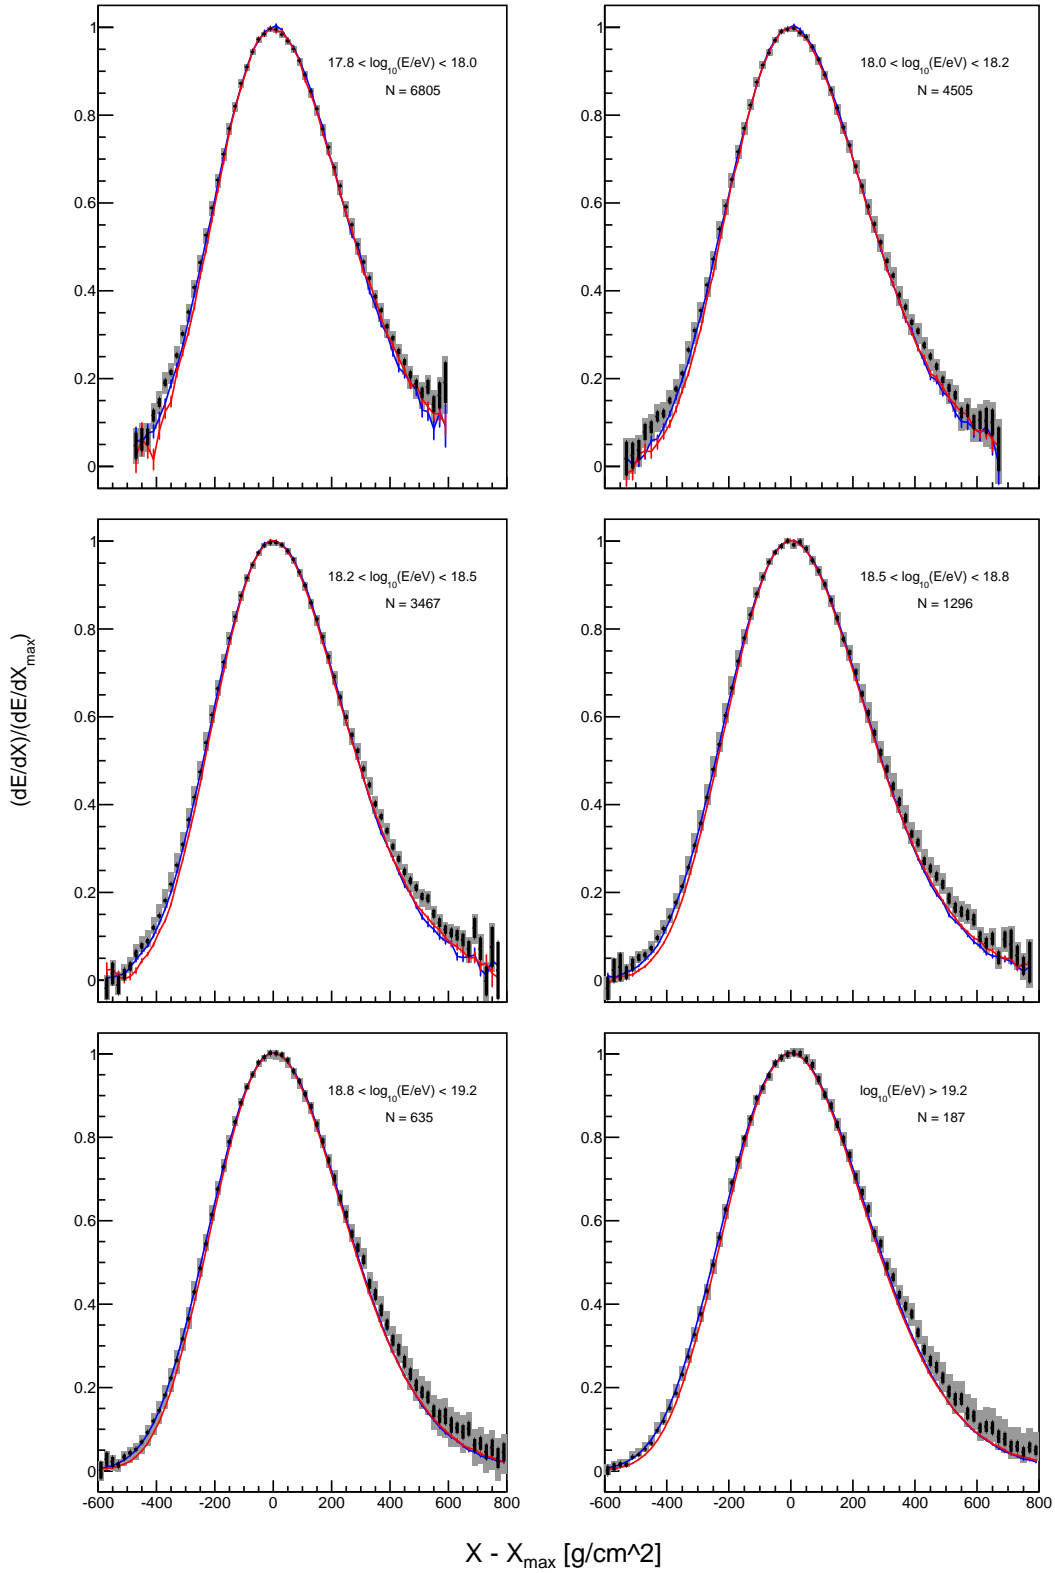 1
0.8
0.6
0.4
0.2
0
17.8 < log10(E/eV) < 18.0
N = 6805
1
0.8
0.6
0.4
0.2
0
18.0 < log10(E/eV) < 18.2
N = 4505
(dE/dX)/(dE/dXmax)
1
0.8
0.6
0.4
0.2
0
18.2 < log10(E/eV) < 18.5
N = 3467
1
0.8
0.6
0.4
0.2
0
18.5 < log10(E/eV) < 18.8
N = 1296
1
0.8
0.6
0.4
0.2
0
18.8 < log10(E/eV) < 19.2
N = 635
-600 -400 -200 0 200 400 600 800
1
0.8
0.6
0.4
0.2
0
log10(E/eV) > 19.2
N = 187
-600 -400 -200 0 200 400 600 800
X - Xmax [g/cm^2]